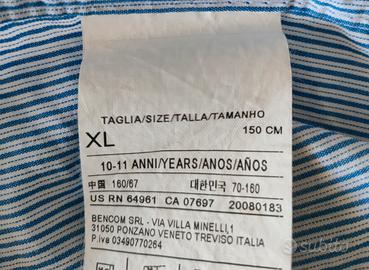 TAGLIA/SIZE/TALLA/TAMANHO
XL 150 CM
10-11 ANNI/YEARS/ANOS/AÑOS
中国 160/67 대한민국 70-160
US RN 64961 CA 07697 20080183
BENCOM SRL - VIA VILLA MINELLI,1
31050 PONZANO VENETO TREVISO ITALIA
P.iva 03490770264
subito